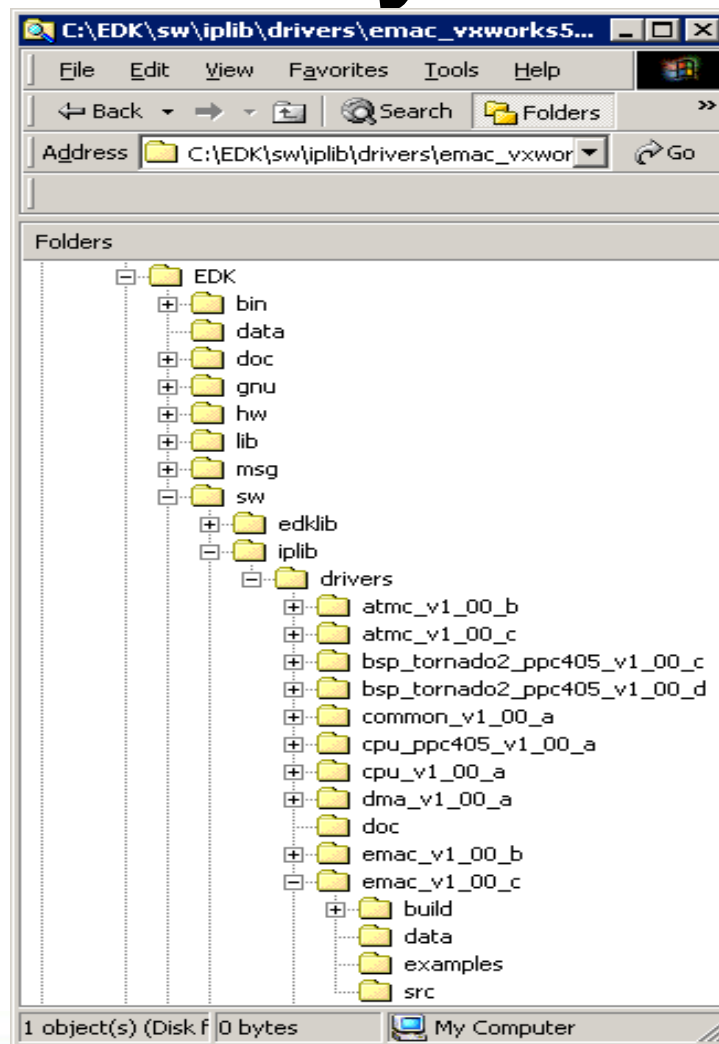 C:\EDK\sw\iplib\drivers\emac_vxworks5...
File Edit View Favorites Tools Help
Back Search Folders »
Address C:\EDK\sw\iplib\drivers\emac_vxwor Go
Folders
EDK
bin
data
doc
gnu
hw
lib
msg
sw
edklib
iplib
drivers
atmc_v1_00_b
atmc_v1_00_c
bsp_tornado2_ppc405_v1_00_c
bsp_tornado2_ppc405_v1_00_d
common_v1_00_a
cpu_ppc405_v1_00_a
cpu_v1_00_a
dma_v1_00_a
doc
emac_v1_00_b
emac_v1_00_c
build
data
examples
src
1 object(s) (Disk f 0 bytes My Computer